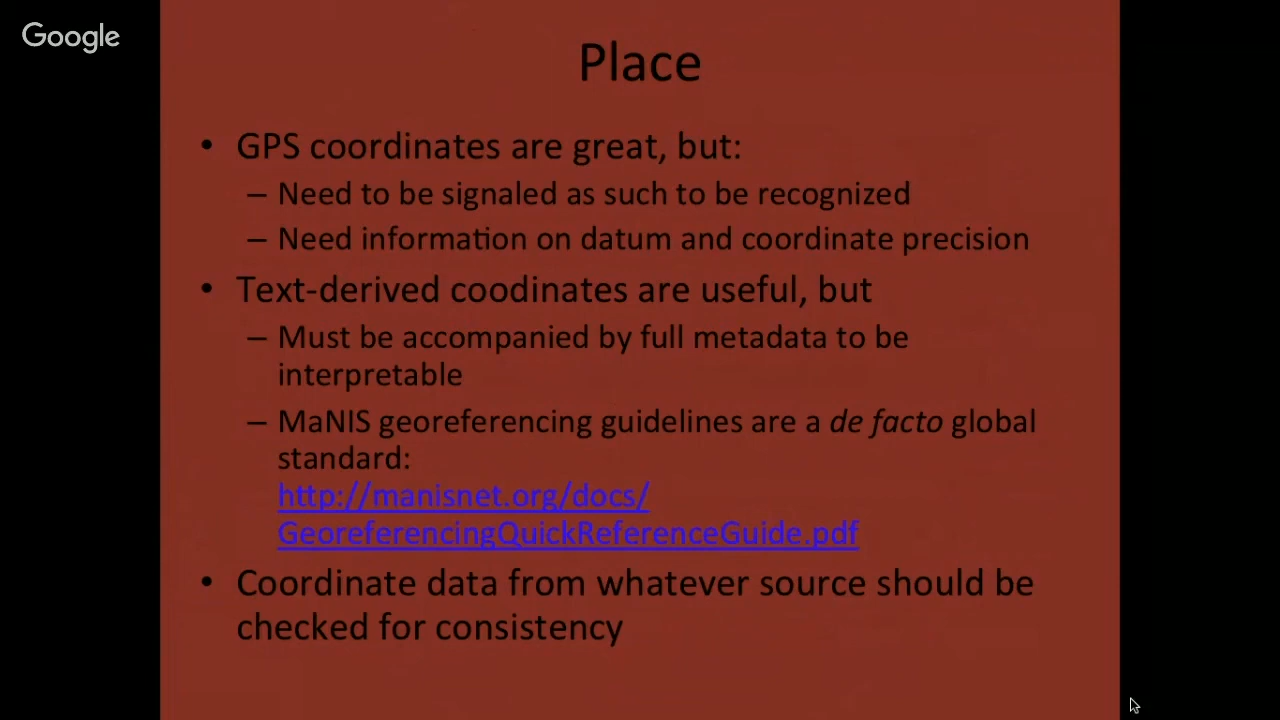 Google
Place
• GPS coordinates are great, but:
– Need to be signaled as such to be recognized
– Need information on datum and coordinate precision
• Text-derived coodinates are useful, but
– Must be accompanied by full metadata to be
interpretable
– MaNIS georeferencing guidelines are a de facto global
standard:
http://manisnet.org/docs/
GeoreferencingQuickReferenceGuide.pdf
• Coordinate data from whatever source should be
checked for consistency